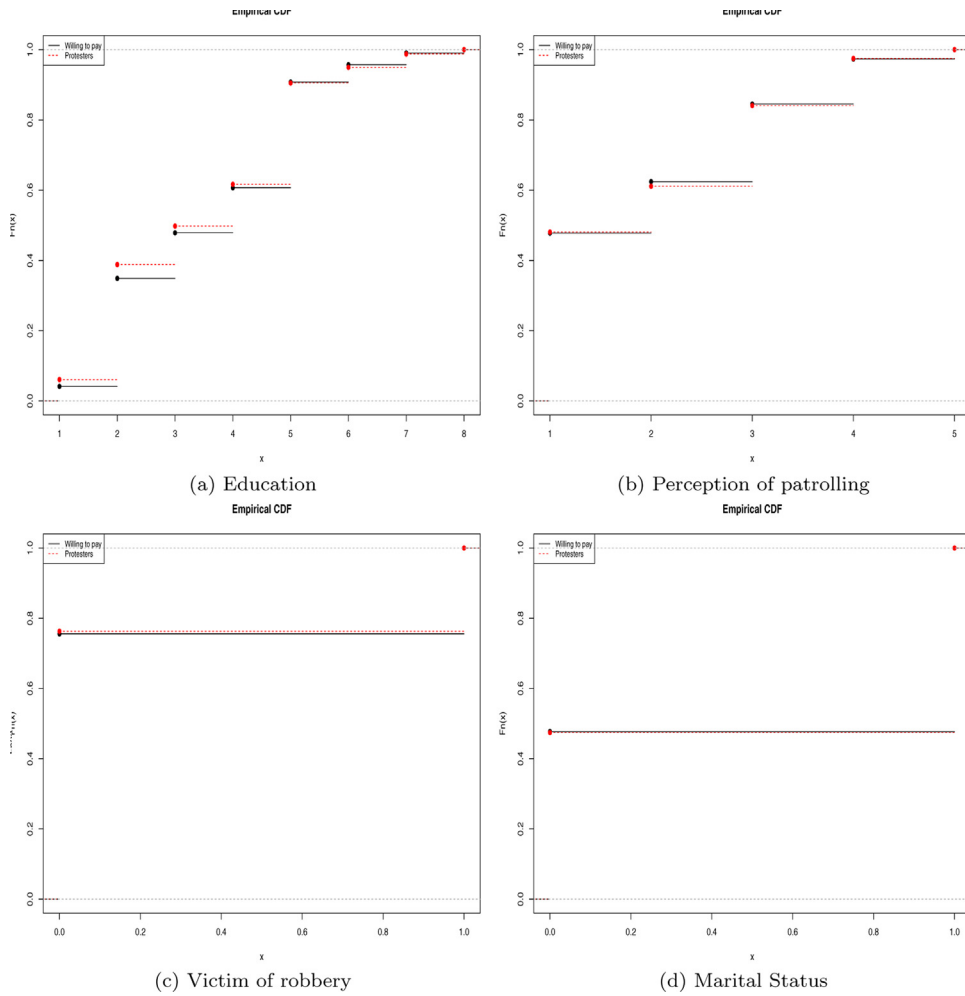 Empirical CDF
Willing to pay
Protesters
Fn(x)
0.0 0.2 0.4 0.6 0.8 1.0
1 2 3 4 5 6 7 8
x
(a) Education
Empirical CDF
Willing to pay
Protesters
Fn(x)
0.0 0.2 0.4 0.6 0.8 1.0
1 2 3 4 5
x
(b) Perception of patrolling
Empirical CDF
Willing to pay
Protesters
0.0 0.2 0.4 0.6 0.8 1.0
0.0 0.2 0.4 0.6 0.8 1.0
x
(c) Victim of robbery
Empirical CDF
Willing to pay
Protesters
Fn(x)
0.0 0.2 0.4 0.6 0.8 1.0
0.0 0.2 0.4 0.6 0.8 1.0
x
(d) Marital Status